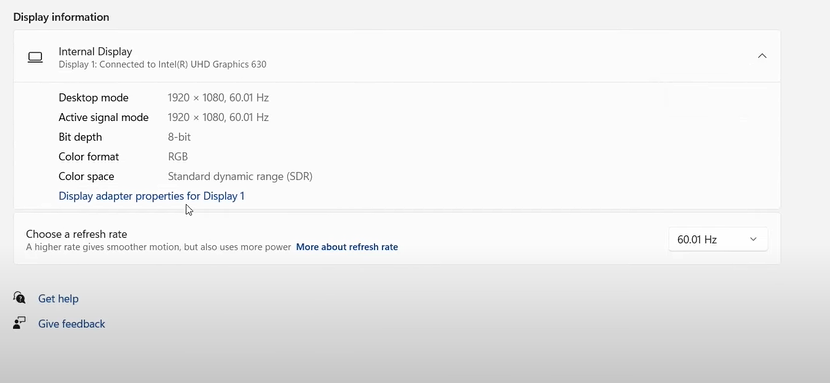 Display information
Internal Display
Display 1: Connected to Intel(R) UHD Graphics 630
Desktop mode 1920 × 1080, 60.01 Hz
Active signal mode 1920 × 1080, 60.01 Hz
Bit depth 8-bit
Color format RGB
Color space Standard dynamic range (SDR)
Display adapter properties for Display 1
Choose a refresh rate
A higher rate gives smoother motion, but also uses more power More about refresh rate
60.01 Hz
Get help
Give feedback